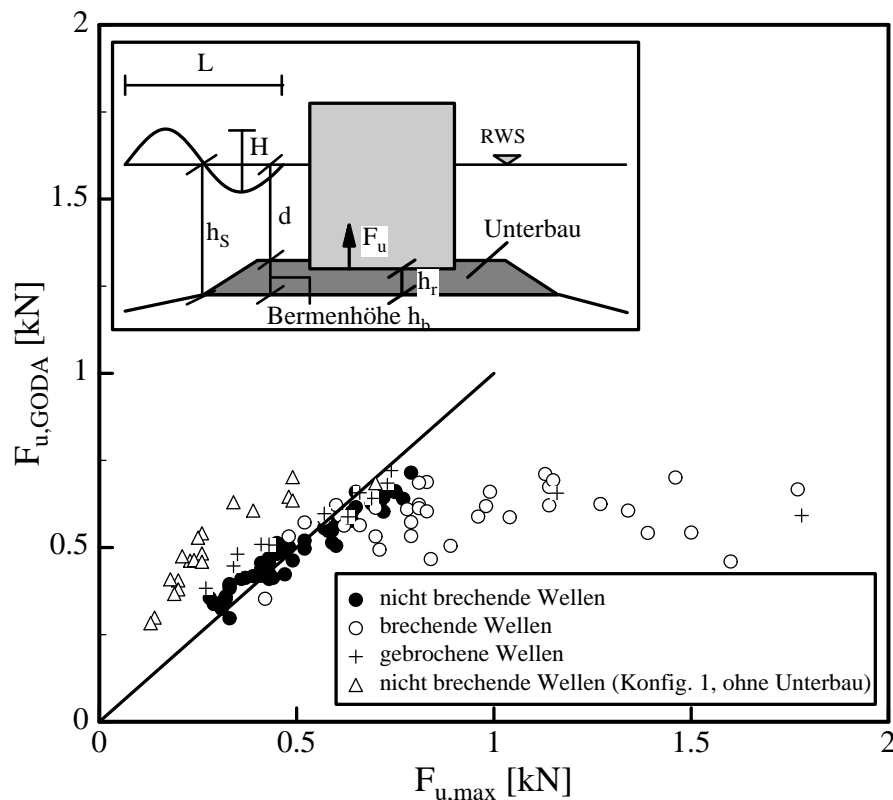 2
1.5
1
0.5
0
F_u,GODA [kN]
L
H
RWS
d
h_S
F_u
Unterbau
h_r
Bermenhöhe h_b
nicht brechende Wellen
brechende Wellen
gebrochene Wellen
nicht brechende Wellen (Konfig. 1, ohne Unterbau)
0 0.5 1 1.5 2
F_u,max [kN]